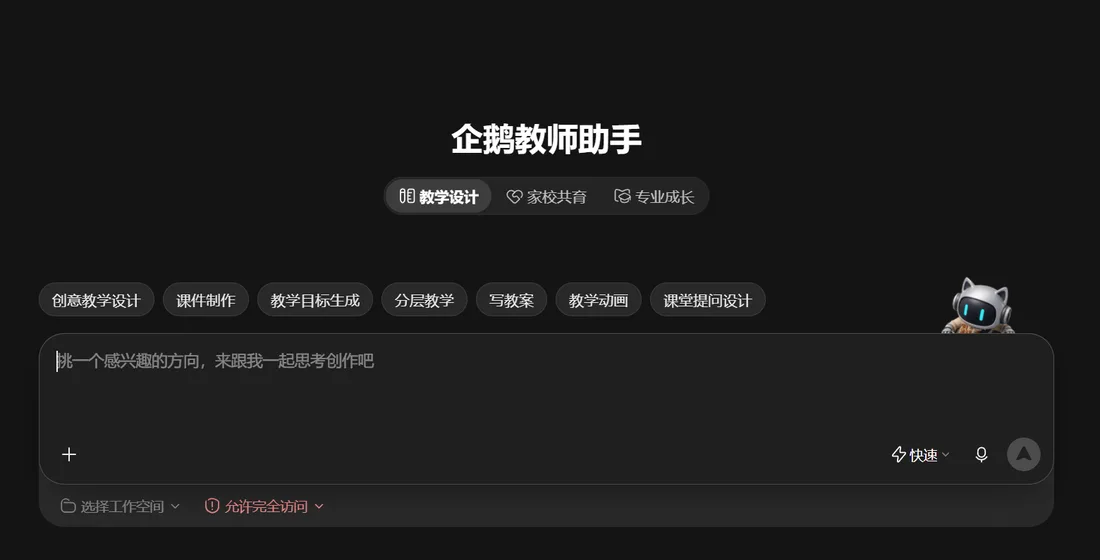 企鹅教师助手
教学设计 家校共育 专业成长
创意教学设计 课件制作 教学目标生成 分层教学 写教案 教学动画 课堂提问设计
挑一个感兴趣的方向，来跟我一起思考创作吧
快速
选择工作空间 允许完全访问